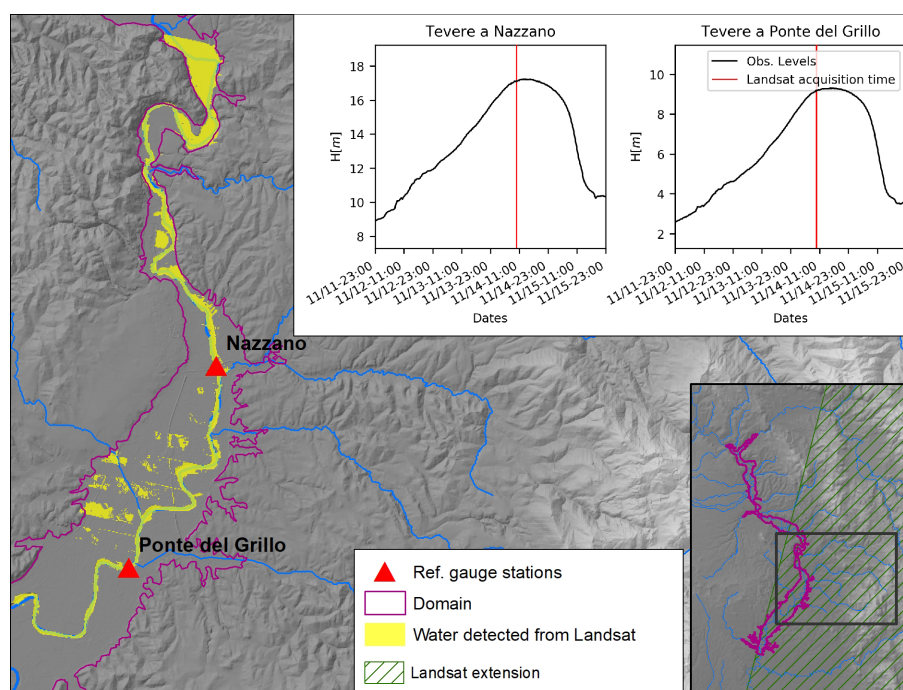 Tevere a Nazzano
H[m]
18
16
14
12
10
8
11/11-23:00
11/12-11:00
11/12-23:00
11/13-11:00
11/13-23:00
11/14-11:00
11/14-23:00
11/15-11:00
11/15-23:00
Dates
Tevere a Ponte del Grillo
Obs. Levels
Landsat acquisition time
H[m]
10
8
6
4
2
11/11-23:00
11/12-11:00
11/12-23:00
11/13-11:00
11/13-23:00
11/14-11:00
11/14-23:00
11/15-11:00
11/15-23:00
Dates
Nazzano
Ponte del Grillo
Ref. gauge stations
Domain
Water detected from Landsat
Landsat extension